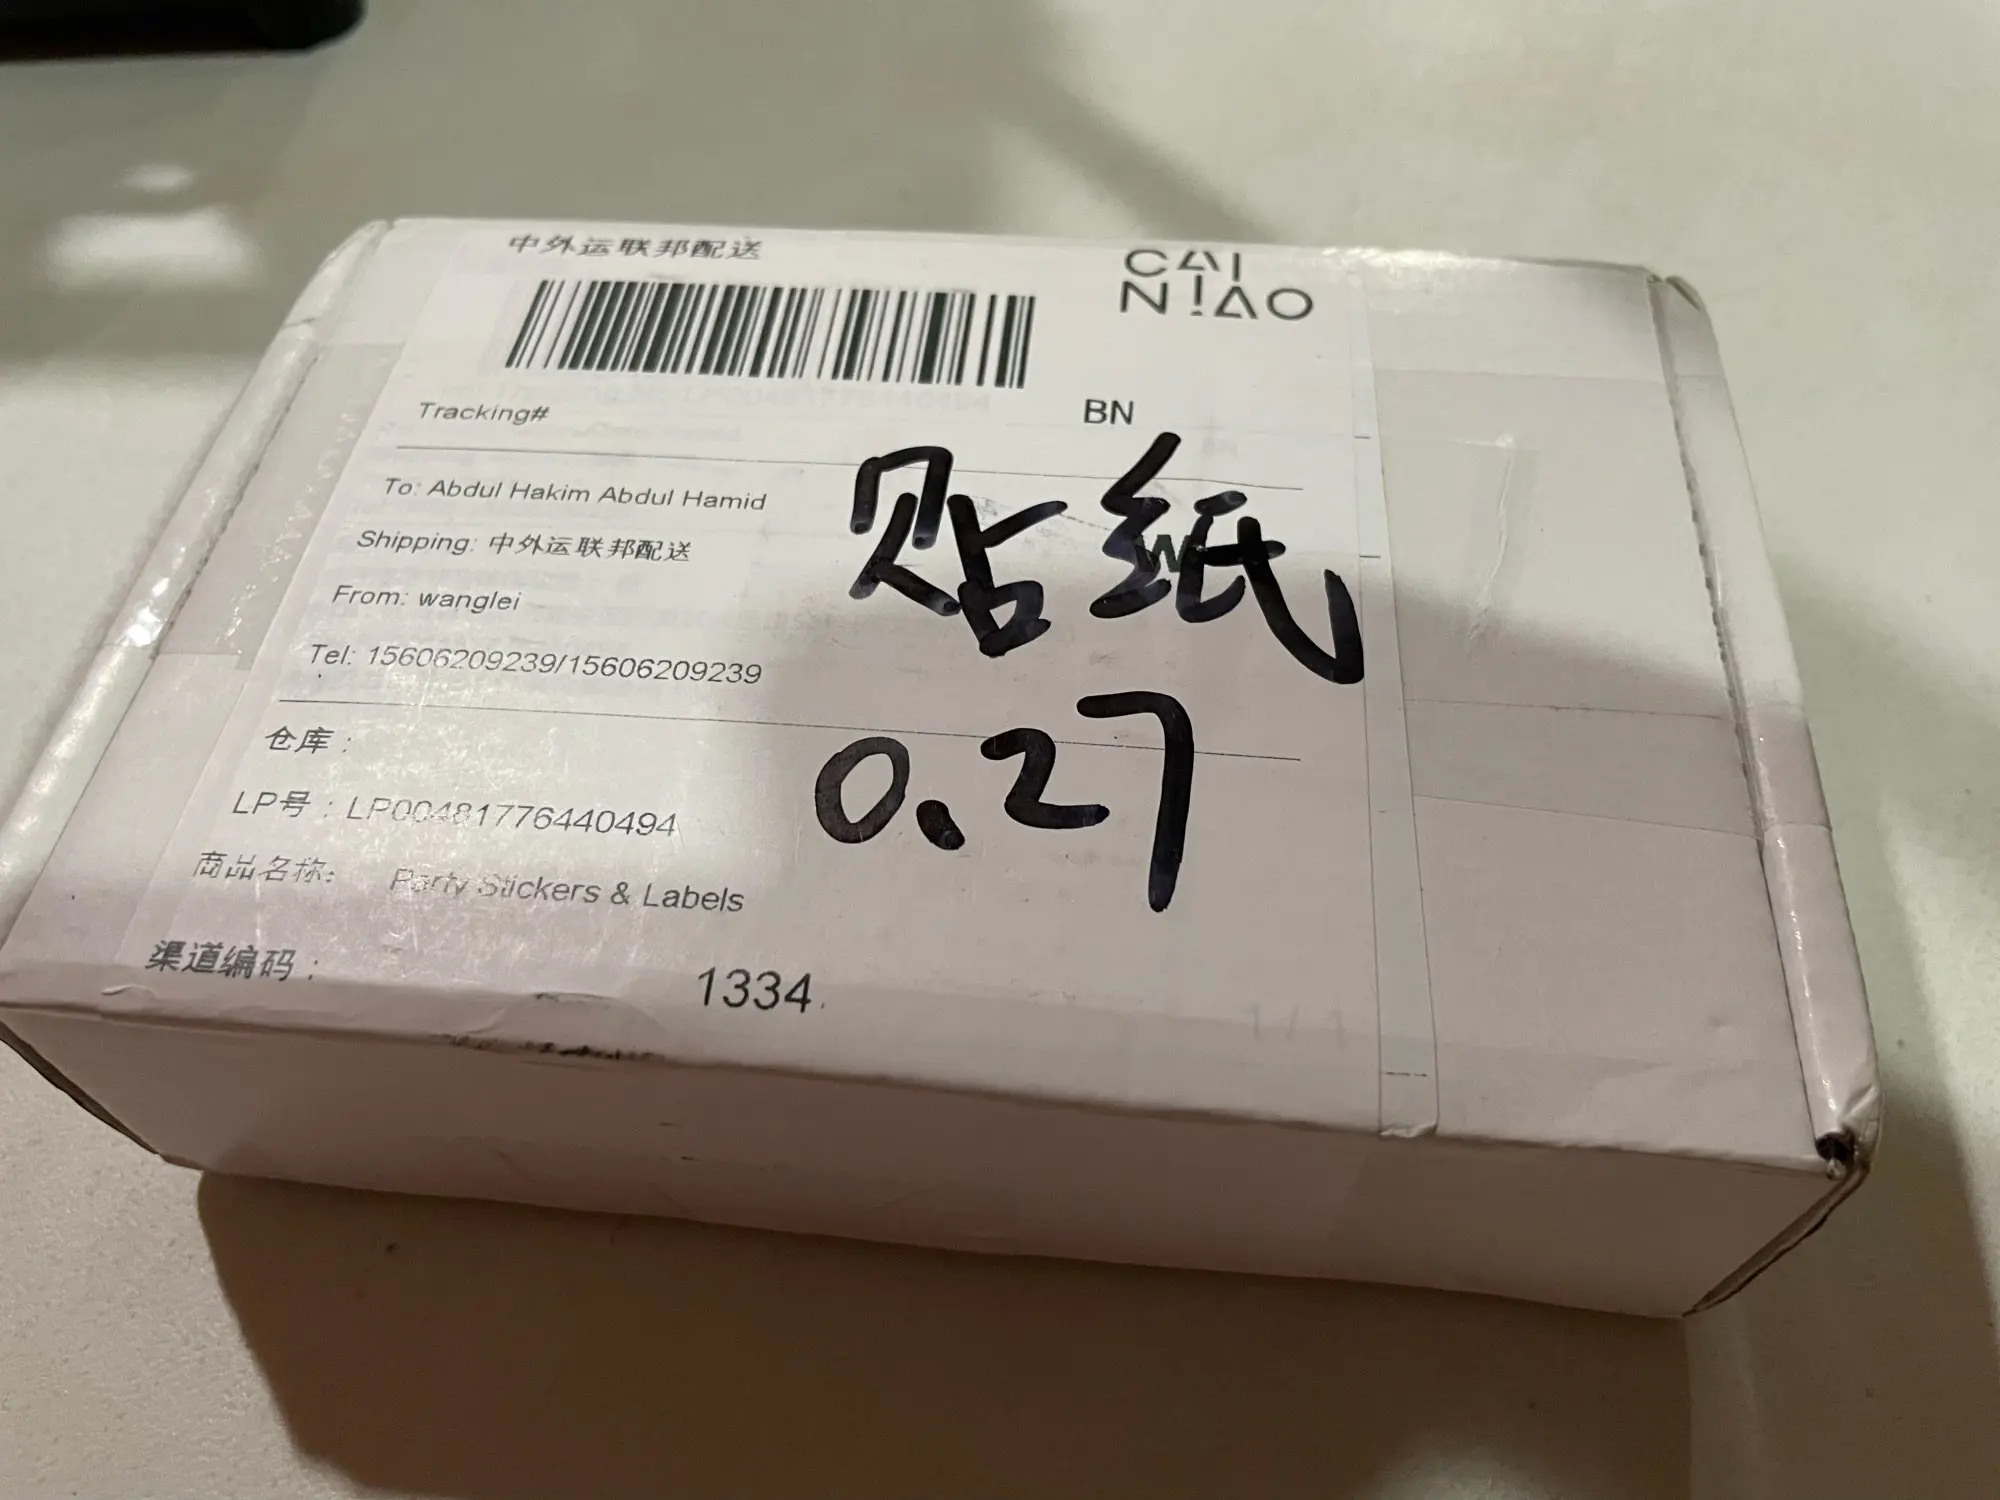 中外运联邦配送
CAI
NIAO
Tracking#
BN
To: Abdul Hakim Abdul Hamid
Shipping: 中外运联邦配送
From: wanglei
Tel: 15606209239/15606209239
贴纸
W
0.27
仓库：
LP号：LP00481776440494
商品名称: Party Stickers & Labels
渠道编码：
1334
1/1